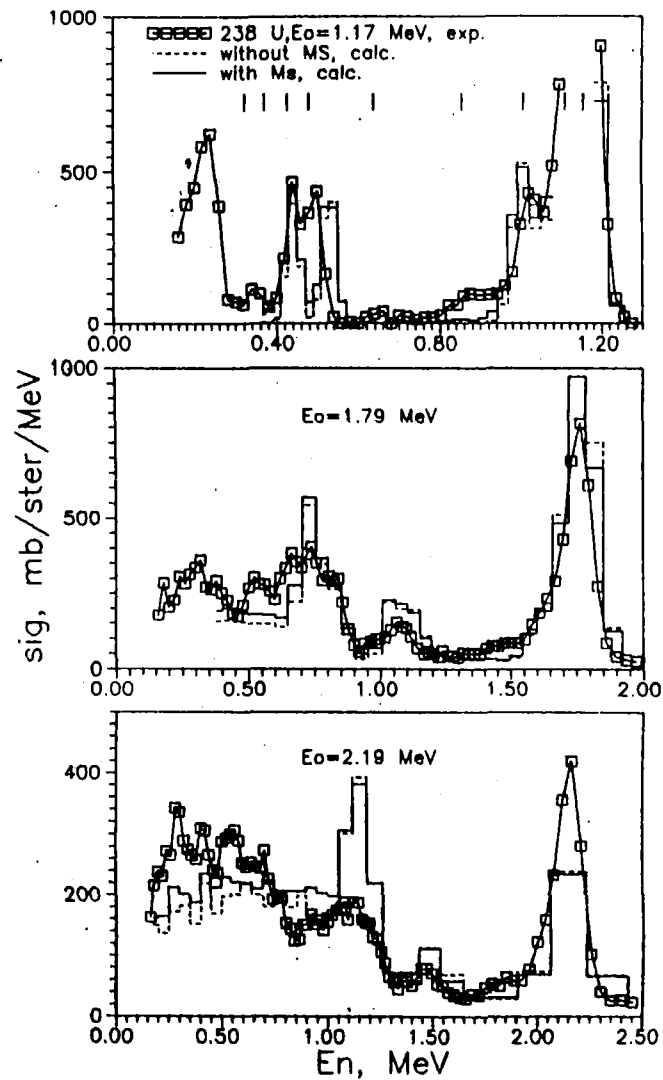 1000
238 U,Eo=1.17 MeV, exp.
without MS, calc.
with Ms, calc.
500
0
0.00 0.40 0.80 1.20
1000
Eo=1.79 MeV
500
0
0.00 0.50 1.00 1.50 2.00
Eo=2.19 MeV
400
200
0
0.00 0.50 1.00 1.50 2.00 2.50
sig, mb/ster/MeV
En, MeV